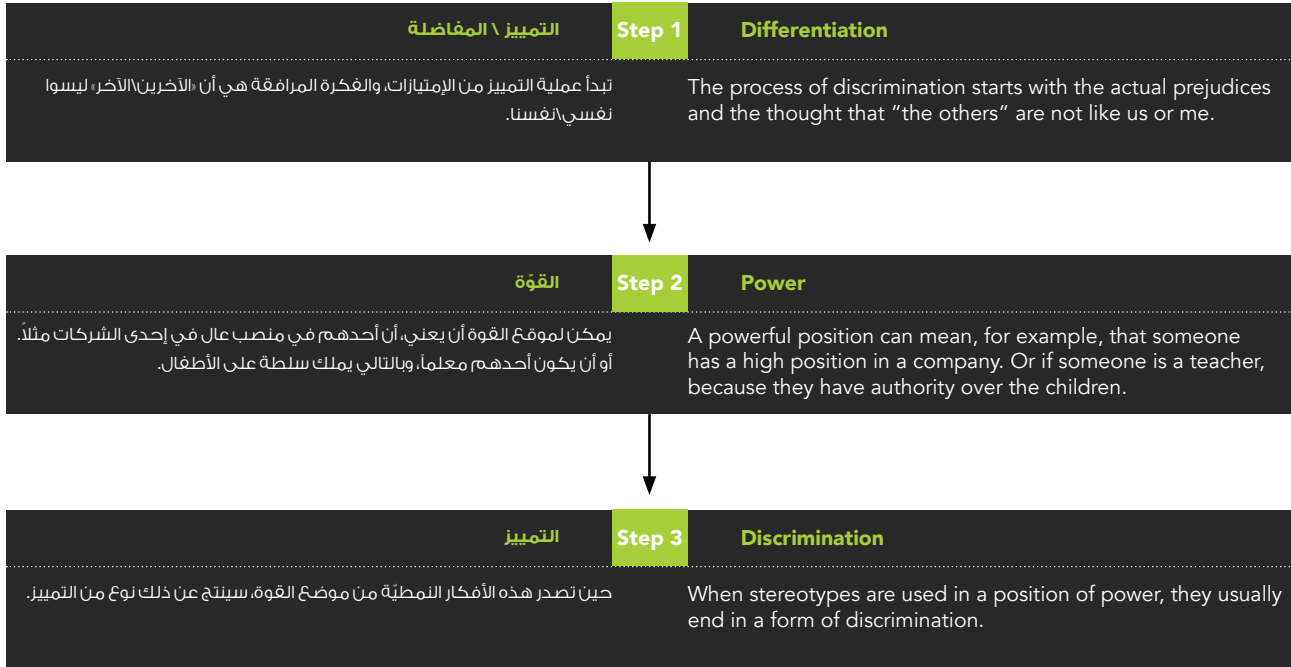 التمييز \ المفاضلة
Step 1
Differentiation
تبدأ عملية التمييز من الإمتيازات، والفكرة المرافقة هي أن «الآخرين\الآخر» ليسوا
نفسي\نفسنا.
The process of discrimination starts with the actual prejudices
and the thought that “the others” are not like us or me.
القوّة
Step 2
Power
يمكن لموقع القوة أن يعني، أن أحدهم في منصب عال في إحدى الشركات مثلاً.
أو أن يكون أحدهم معلماً، وبالتالي يملك سلطة على الأطفال.
A powerful position can mean, for example, that someone
has a high position in a company. Or if someone is a teacher,
because they have authority over the children.
التمييز
Step 3
Discrimination
حين تصدر هذه الأفكار النمطيّة من موضع القوة، سينتج عن ذلك نوع من التمييز.
When stereotypes are used in a position of power, they usually
end in a form of discrimination.